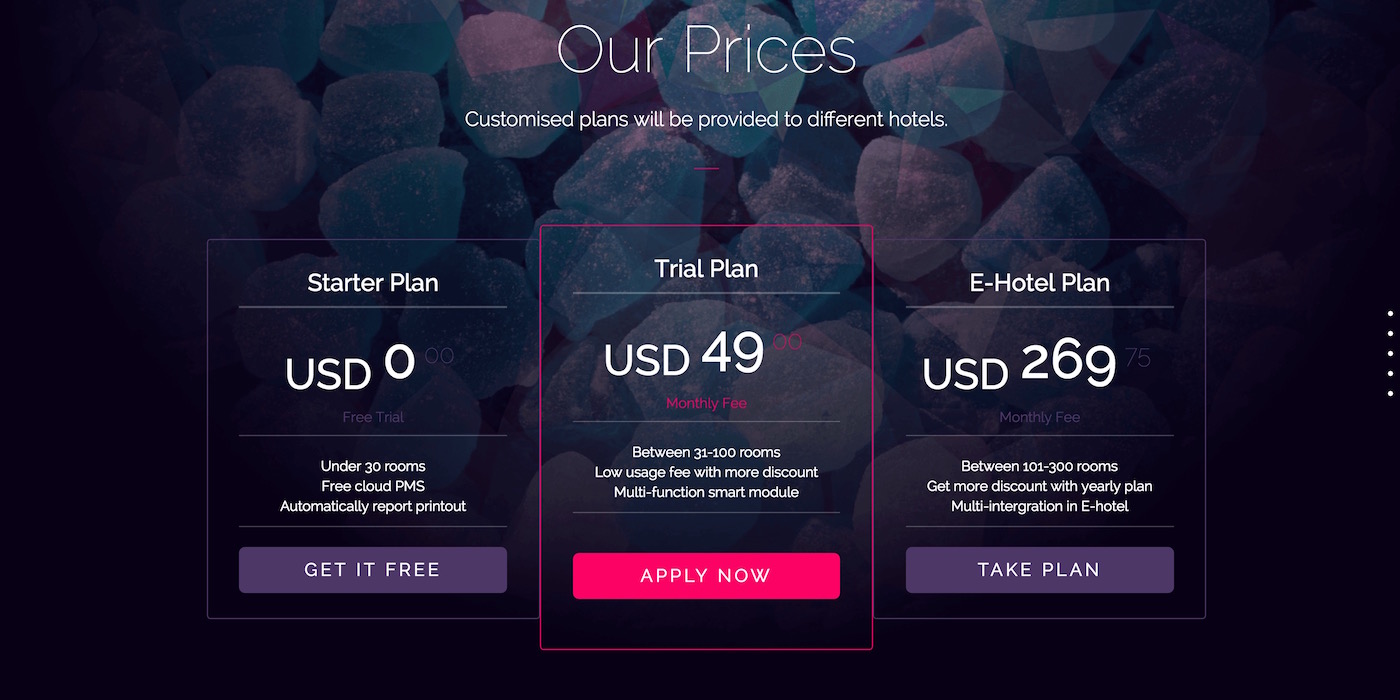 Our Prices
Customised plans will be provided to different hotels.
Starter Plan
USD 0 00
Free Trial
Under 30 rooms
Free cloud PMS
Automatically report printout
GET IT FREE
Trial Plan
USD 49 00
Monthly Fee
Between 31-100 rooms
Low usage fee with more discount
Multi-function smart module
APPLY NOW
E-Hotel Plan
USD 269 75
Monthly Fee
Between 101-300 rooms
Get more discount with yearly plan
Multi-intergration in E-hotel
TAKE PLAN